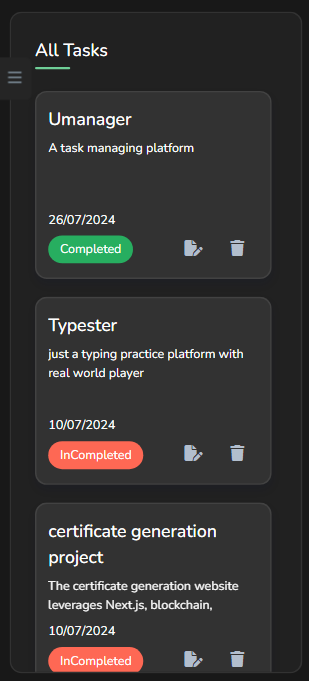 All Tasks
Umanager
A task managing platform
26/07/2024
Completed
Typester
just a typing practice platform with
real world player
10/07/2024
InCompleted
certificate generation
project
The certificate generation website
leverages Next.js, blockchain,
10/07/2024
InCompleted